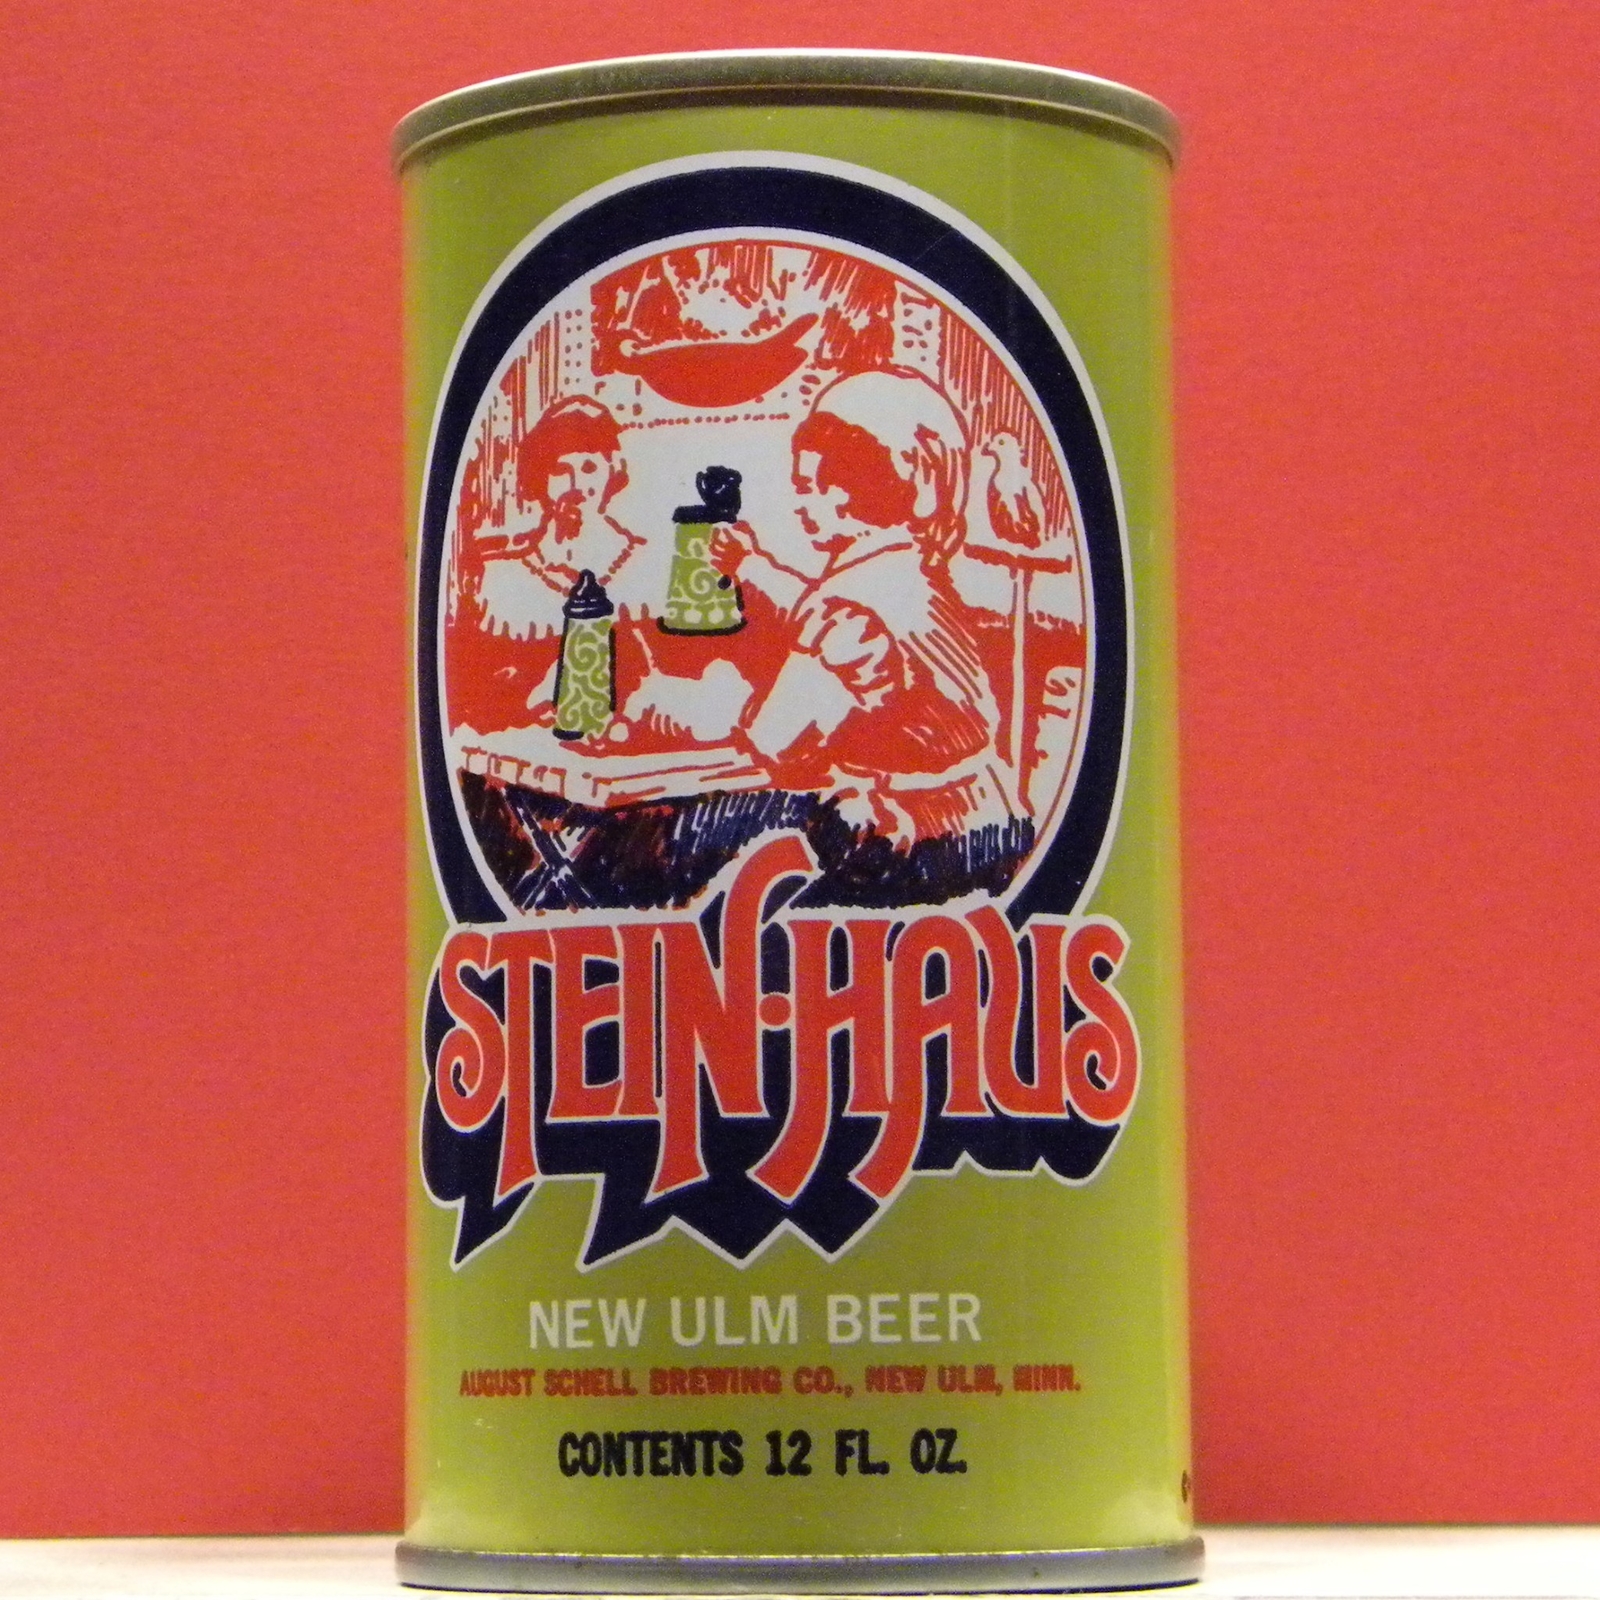 STEIN·HAUS
NEW ULM BEER
AUGUST SCHELL BREWING CO., NEW ULM, MINN.
CONTENTS 12 FL. OZ.